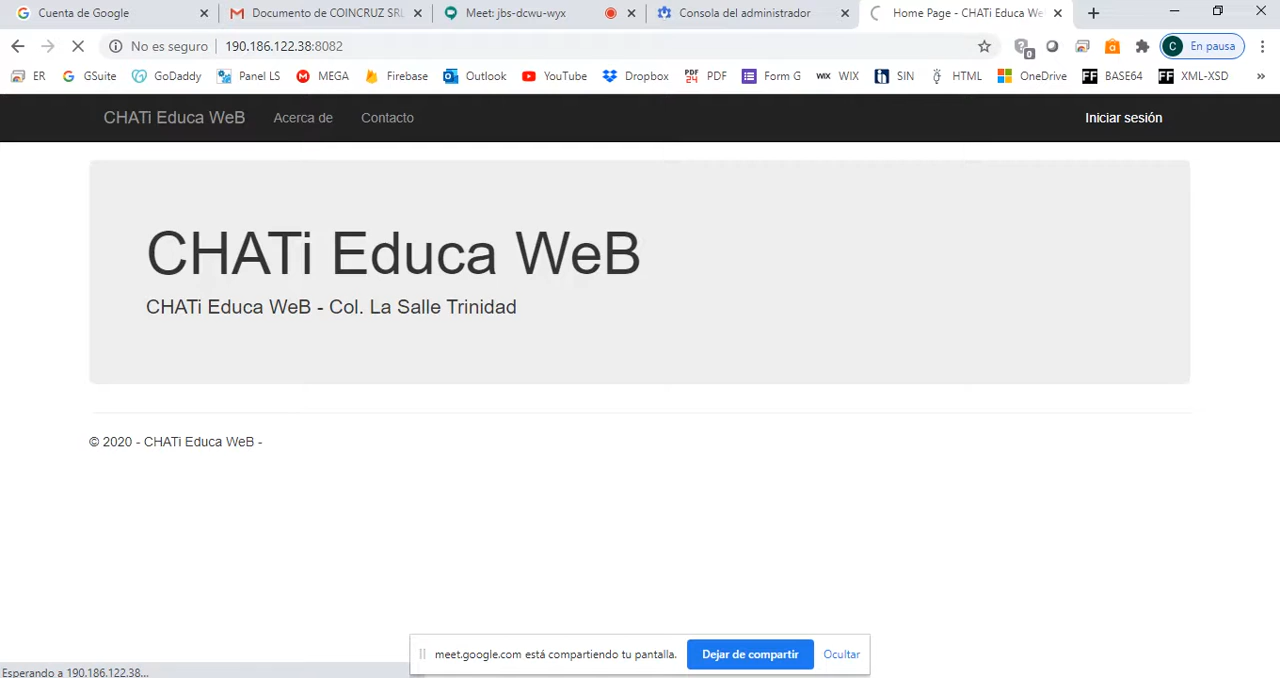 Cuenta de Google
Documento de COINCRUZ SRL
Meet: jbs-dcwu-wyx
Consola del administrador
Home Page - CHATi Educa We
No es seguro
190.186.122.38:8082
0
C En pausa
ER
GSuite
GoDaddy
Panel LS
MEGA
Firebase
Outlook
YouTube
Dropbox
PDF
Form G
WIX
SIN
HTML
OneDrive
BASE64
XML-XSD
»
CHATi Educa WeB
Acerca de
Contacto
Iniciar sesión
CHATi Educa WeB
CHATi Educa WeB - Col. La Salle Trinidad
© 2020 - CHATi Educa WeB -
meet.google.com está compartiendo tu pantalla.
Dejar de compartir
Ocultar
Esperando a 190.186.122.38...